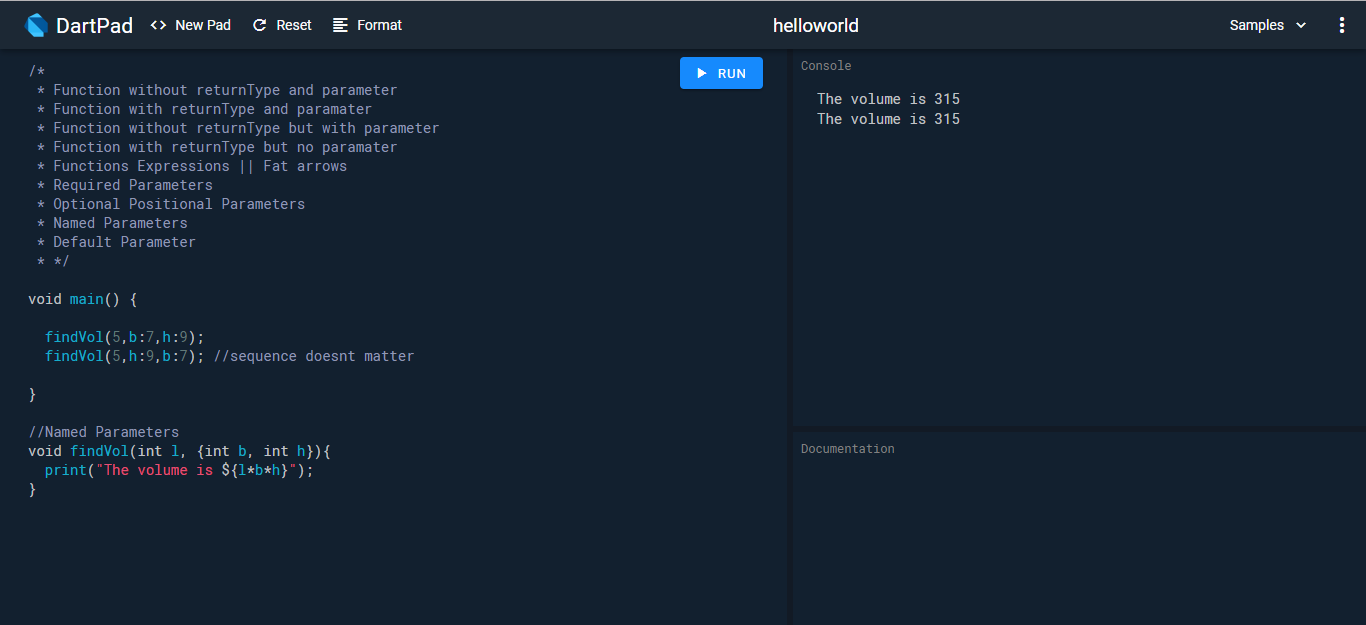 DartPad <> New Pad Reset Format helloworld Samples
/*
* Function without returnType and parameter
* Function with returnType and paramater
* Function without returnType but with parameter
* Function with returnType but no paramater
* Functions Expressions || Fat arrows
* Required Parameters
* Optional Positional Parameters
* Named Parameters
* Default Parameter
* */
void main() {
findVol(5,b:7,h:9);
findVol(5,h:9,b:7); //sequence doesnt matter
}
//Named Parameters
void findVol(int l, {int b, int h}){
print("The volume is ${l*b*h}");
}
RUN
Console
The volume is 315
The volume is 315
Documentation